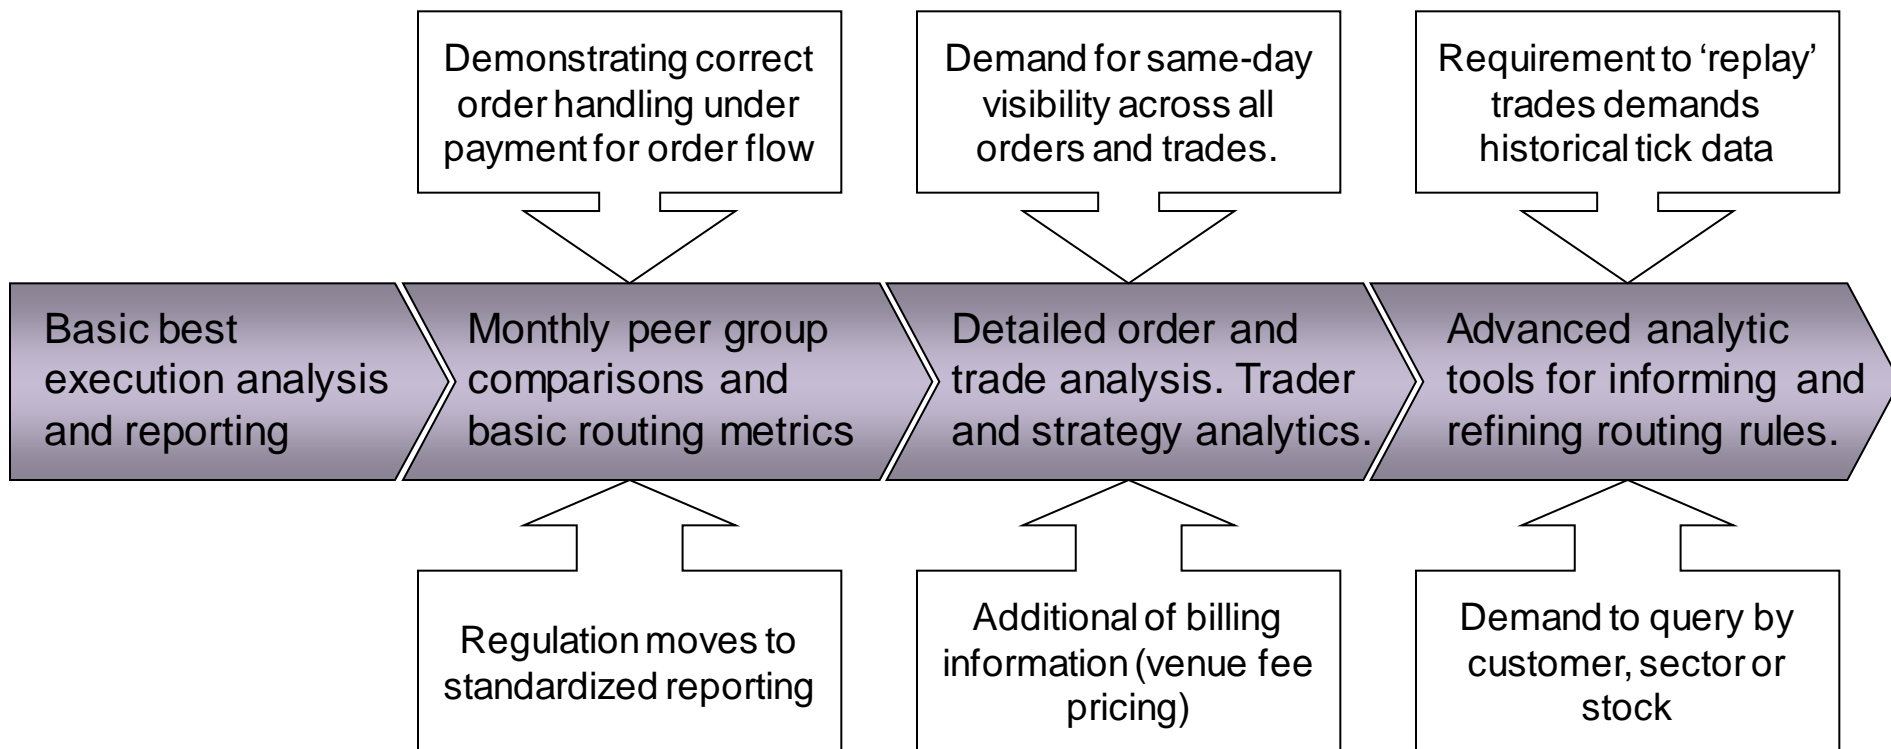 Demonstrating correct
order handling under
payment for order flow
Demand for same-day
visibility across all
orders and trades.
Requirement to ‘replay’
trades demands
historical tick data
Basic best
execution analysis
and reporting
Monthly peer group
comparisons and
basic routing metrics
Detailed order and
trade analysis. Trader
and strategy analytics.
Advanced analytic
tools for informing and
refining routing rules.
Regulation moves to
standardized reporting
Additional of billing
information (venue fee
pricing)
Demand to query by
customer, sector or
stock